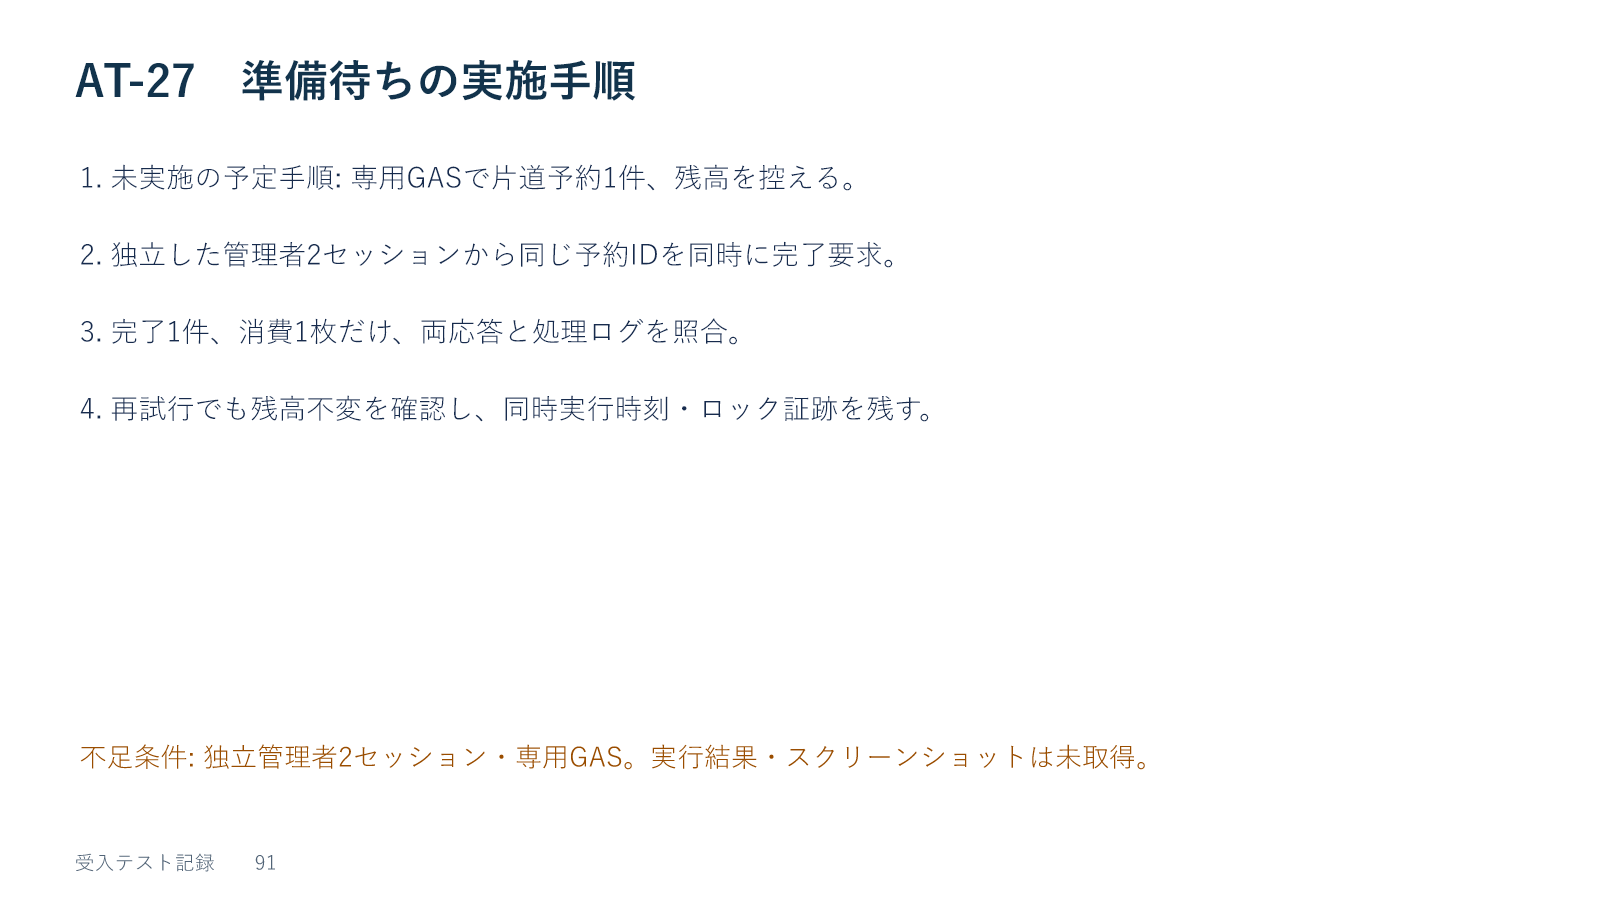 AT-27　準備待ちの実施手順
1. 未実施の予定手順: 専用GASで片道予約1件、残高を控える。
2. 独立した管理者2セッションから同じ予約IDを同時に完了要求。
3. 完了1件、消費1枚だけ、両応答と処理ログを照合。
4. 再試行でも残高不変を確認し、同時実行時刻・ロック証跡を残す。
不足条件: 独立管理者2セッション・専用GAS。実行結果・スクリーンショットは未取得。
受入テスト記録　91